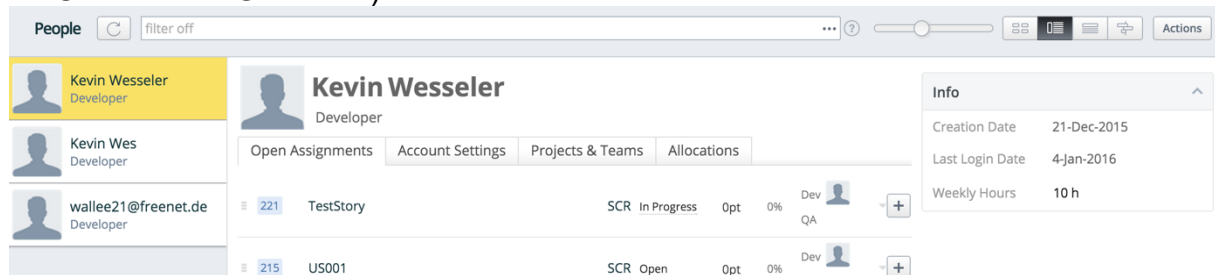 People filter off ... ? Actions
Kevin Wesseler
Developer
Kevin Wes
Developer
wallee21@freenet.de
Developer
Kevin Wesseler
Developer
Open Assignments Account Settings Projects & Teams Allocations
221 TestStory SCR In Progress 0pt 0% Dev QA +
215 US001 SCR Open 0pt 0% Dev +
Info
Creation Date 21-Dec-2015
Last Login Date 4-Jan-2016
Weekly Hours 10 h